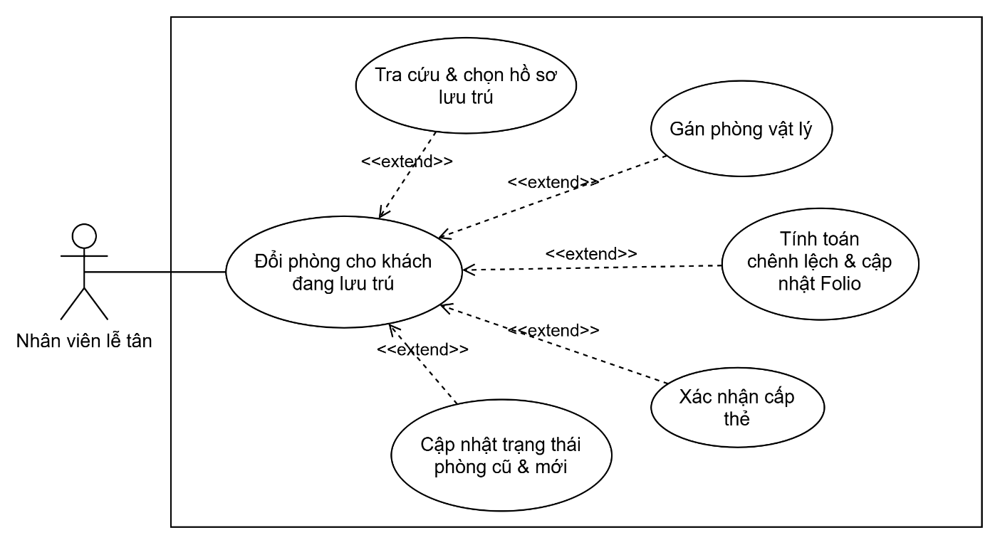 Tra cứu & chọn hồ sơ
lưu trú
Gán phòng vật lý
<<extend>>
<<extend>>
Tính toán
chênh lệch & cập
nhật Folio
<<extend>>
Đổi phòng cho khách
đang lưu trú
Nhân viên lễ tân
<<extend>>
<<extend>>
Xác nhận cấp
thẻ
Cập nhật trạng thái
phòng cũ & mới